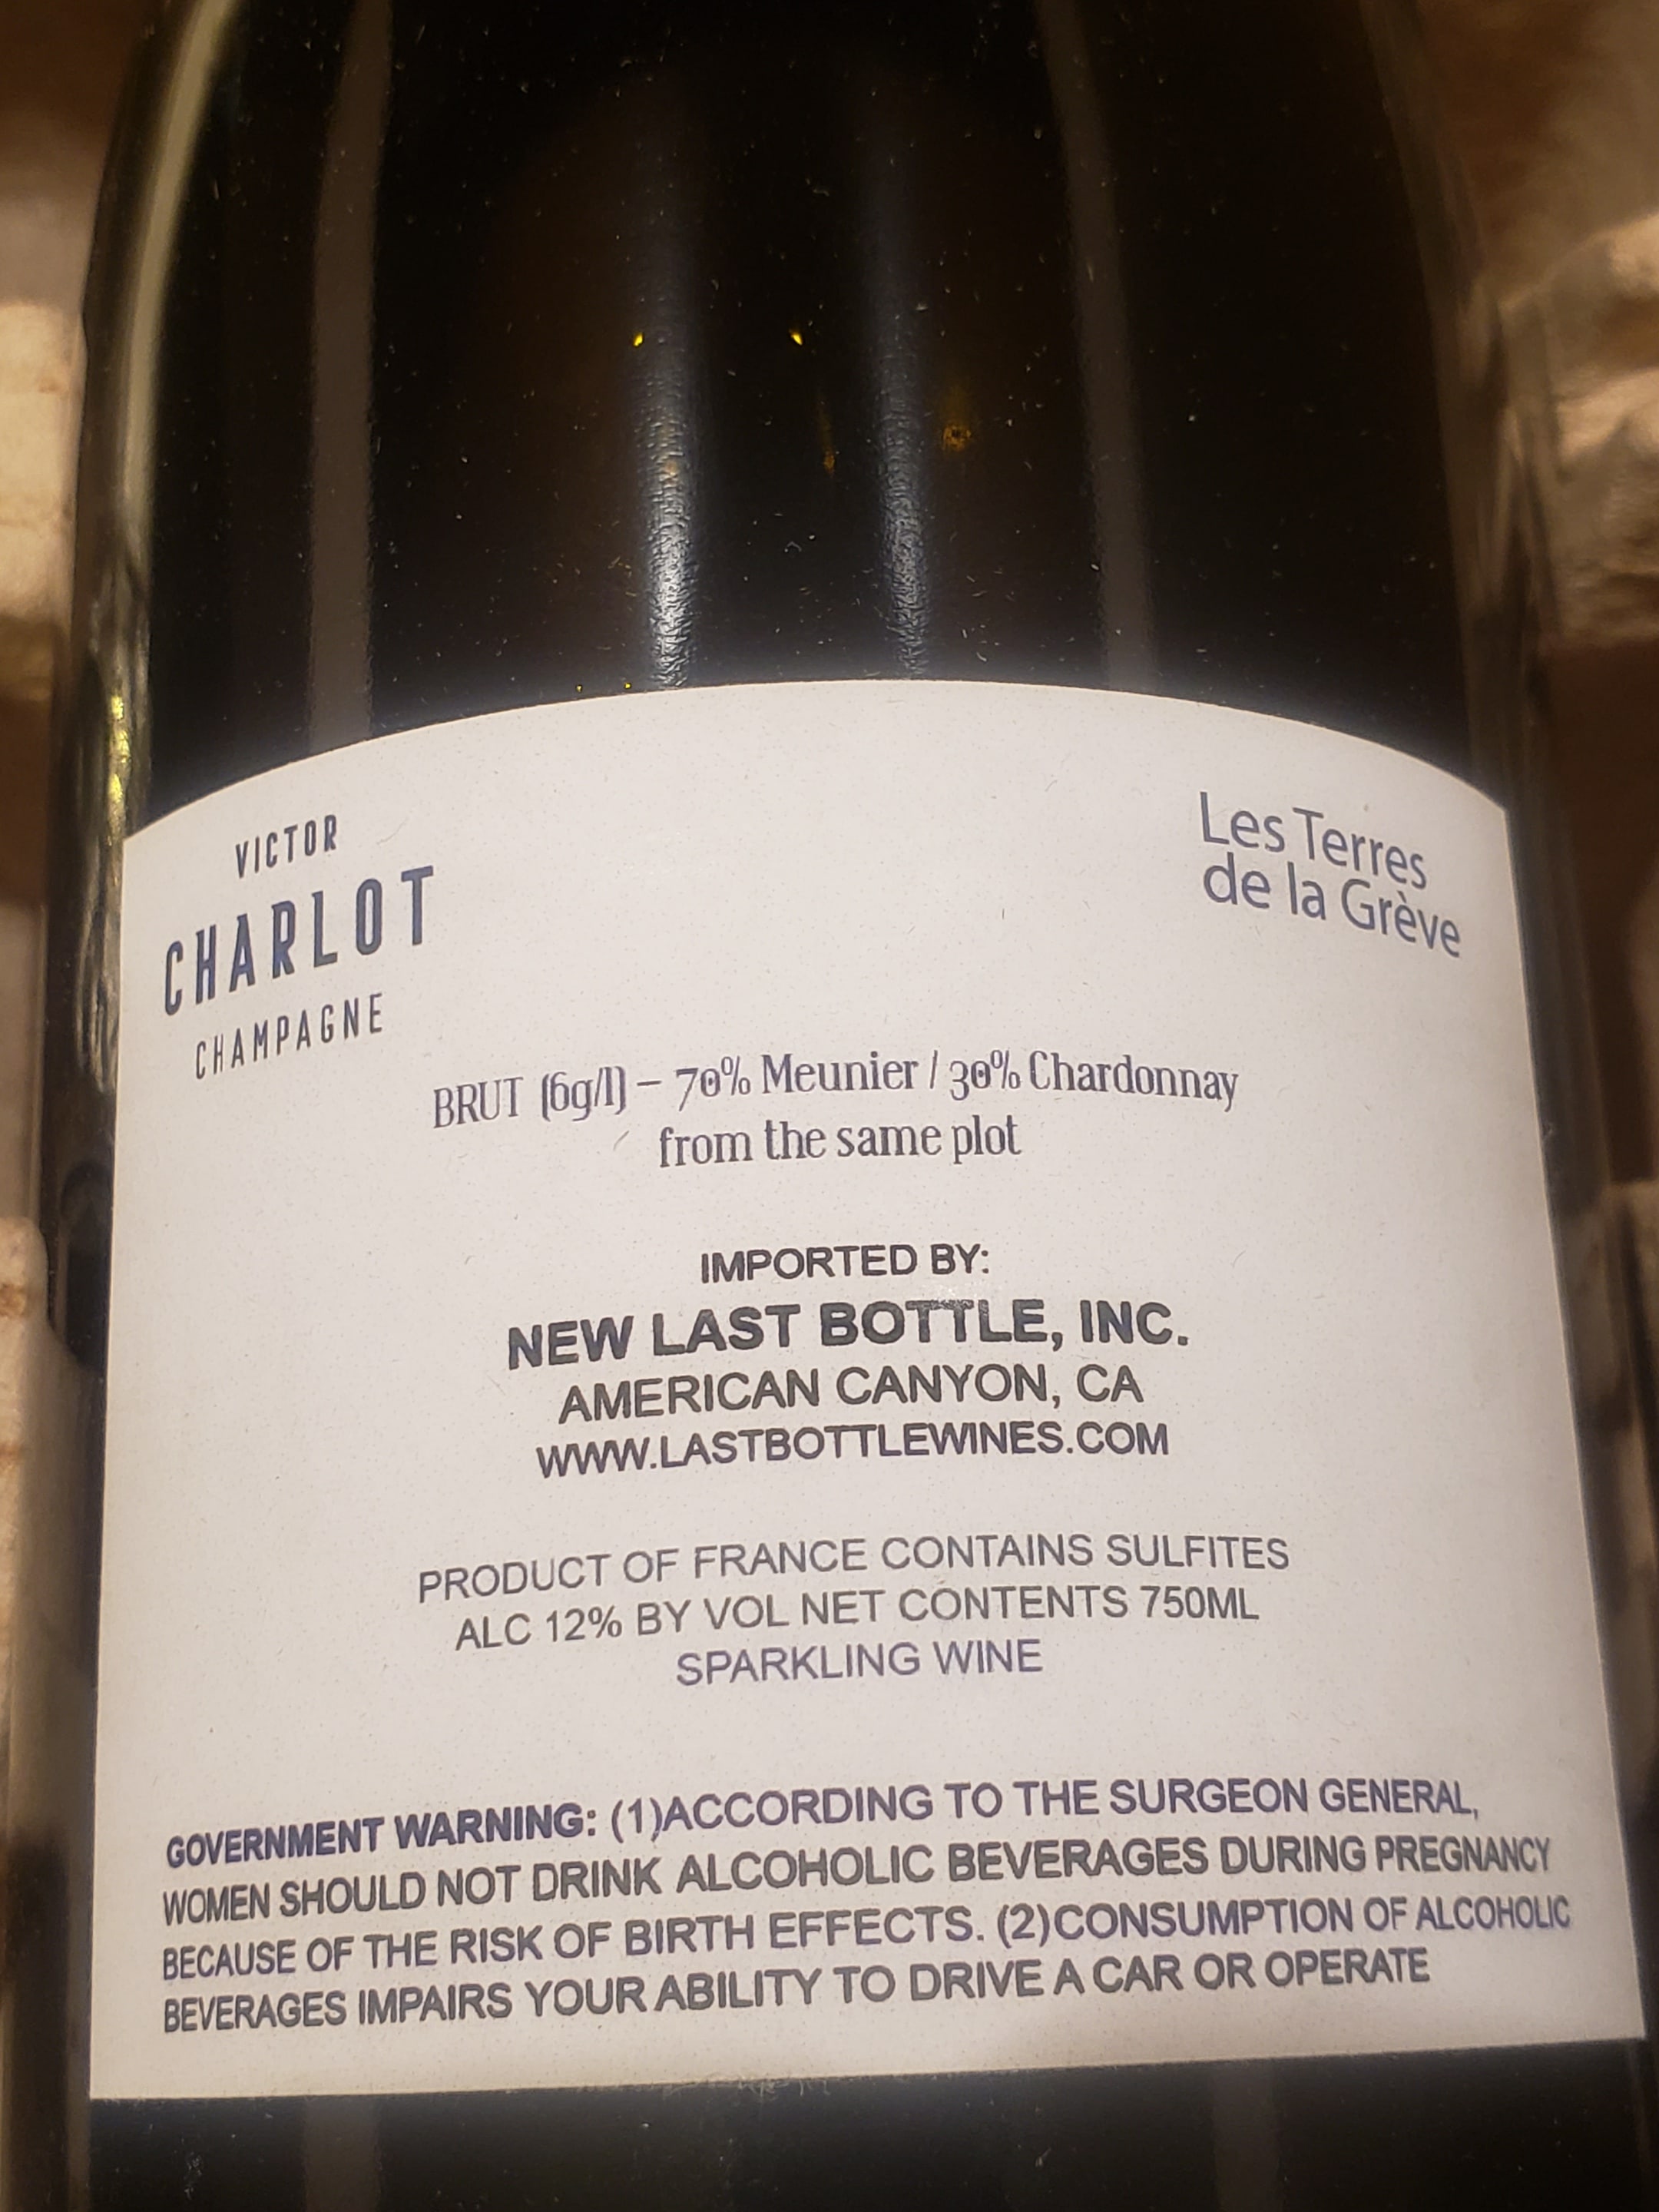 VICTOR
CHARLOT
CHAMPAGNE
Les Terres
de la Grève
BRUT (6g/l) – 70% Meunier / 30% Chardonnay
from the same plot
IMPORTED BY:
NEW LAST BOTTLE, INC.
AMERICAN CANYON, CA
WWW.LASTBOTTLEWINES.COM
PRODUCT OF FRANCE CONTAINS SULFITES
ALC 12% BY VOL NET CONTENTS 750ML
SPARKLING WINE
GOVERNMENT WARNING: (1)ACCORDING TO THE SURGEON GENERAL,
WOMEN SHOULD NOT DRINK ALCOHOLIC BEVERAGES DURING PREGNANCY
BECAUSE OF THE RISK OF BIRTH EFFECTS. (2)CONSUMPTION OF ALCOHOLIC
BEVERAGES IMPAIRS YOUR ABILITY TO DRIVE A CAR OR OPERATE